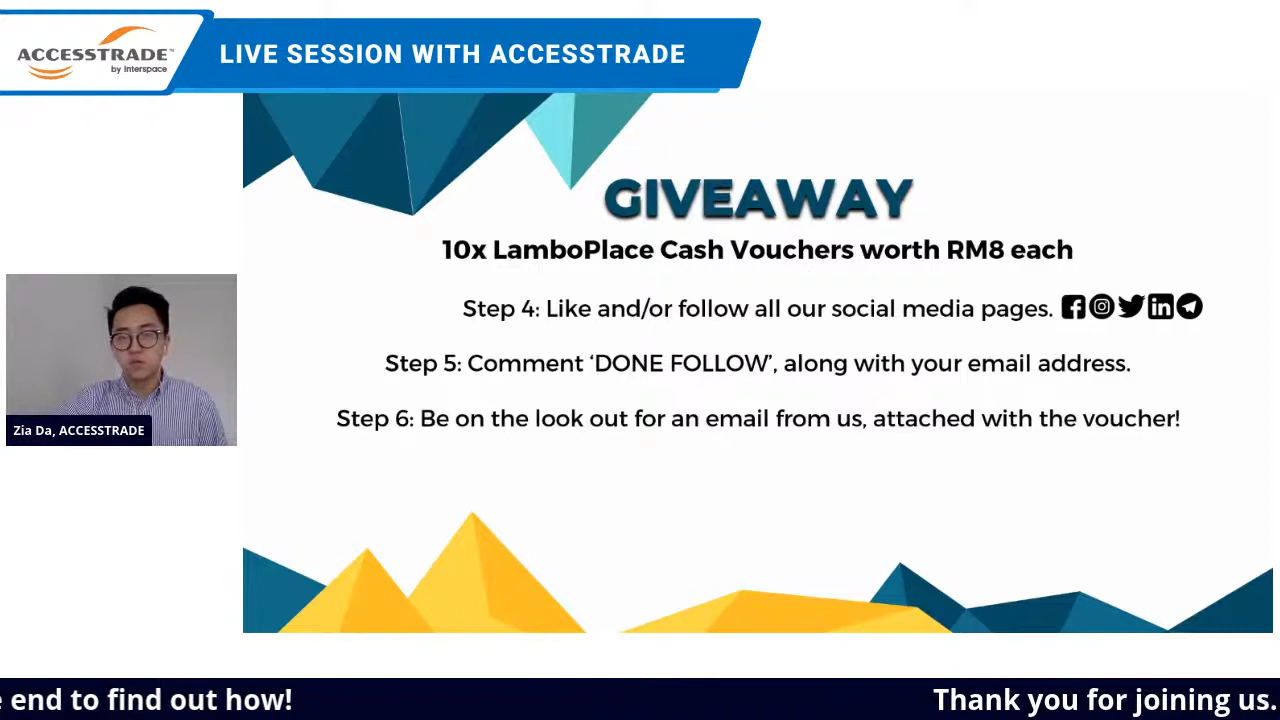 ACCESSTRADE™
by Interspace
LIVE SESSION WITH ACCESSTRADE
GIVEAWAY
10x LamboPlace Cash Vouchers worth RM8 each
Step 4: Like and/or follow all our social media pages.
Step 5: Comment ‘DONE FOLLOW’, along with your email address.
Step 6: Be on the look out for an email from us, attached with the voucher!
Zia Da, ACCESSTRADE
end to find out how!
Thank you for joining us.